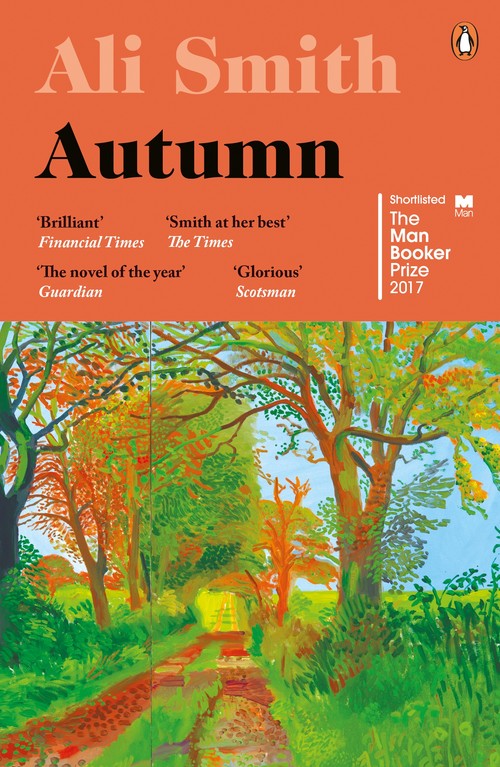 Ali Smith
Autumn
‘Brilliant’
Financial Times
‘Smith at her best’
The Times
‘The novel of the year’
Guardian
‘Glorious’
Scotsman
Shortlisted
The
Man
Booker
Prize
2017
M
Man